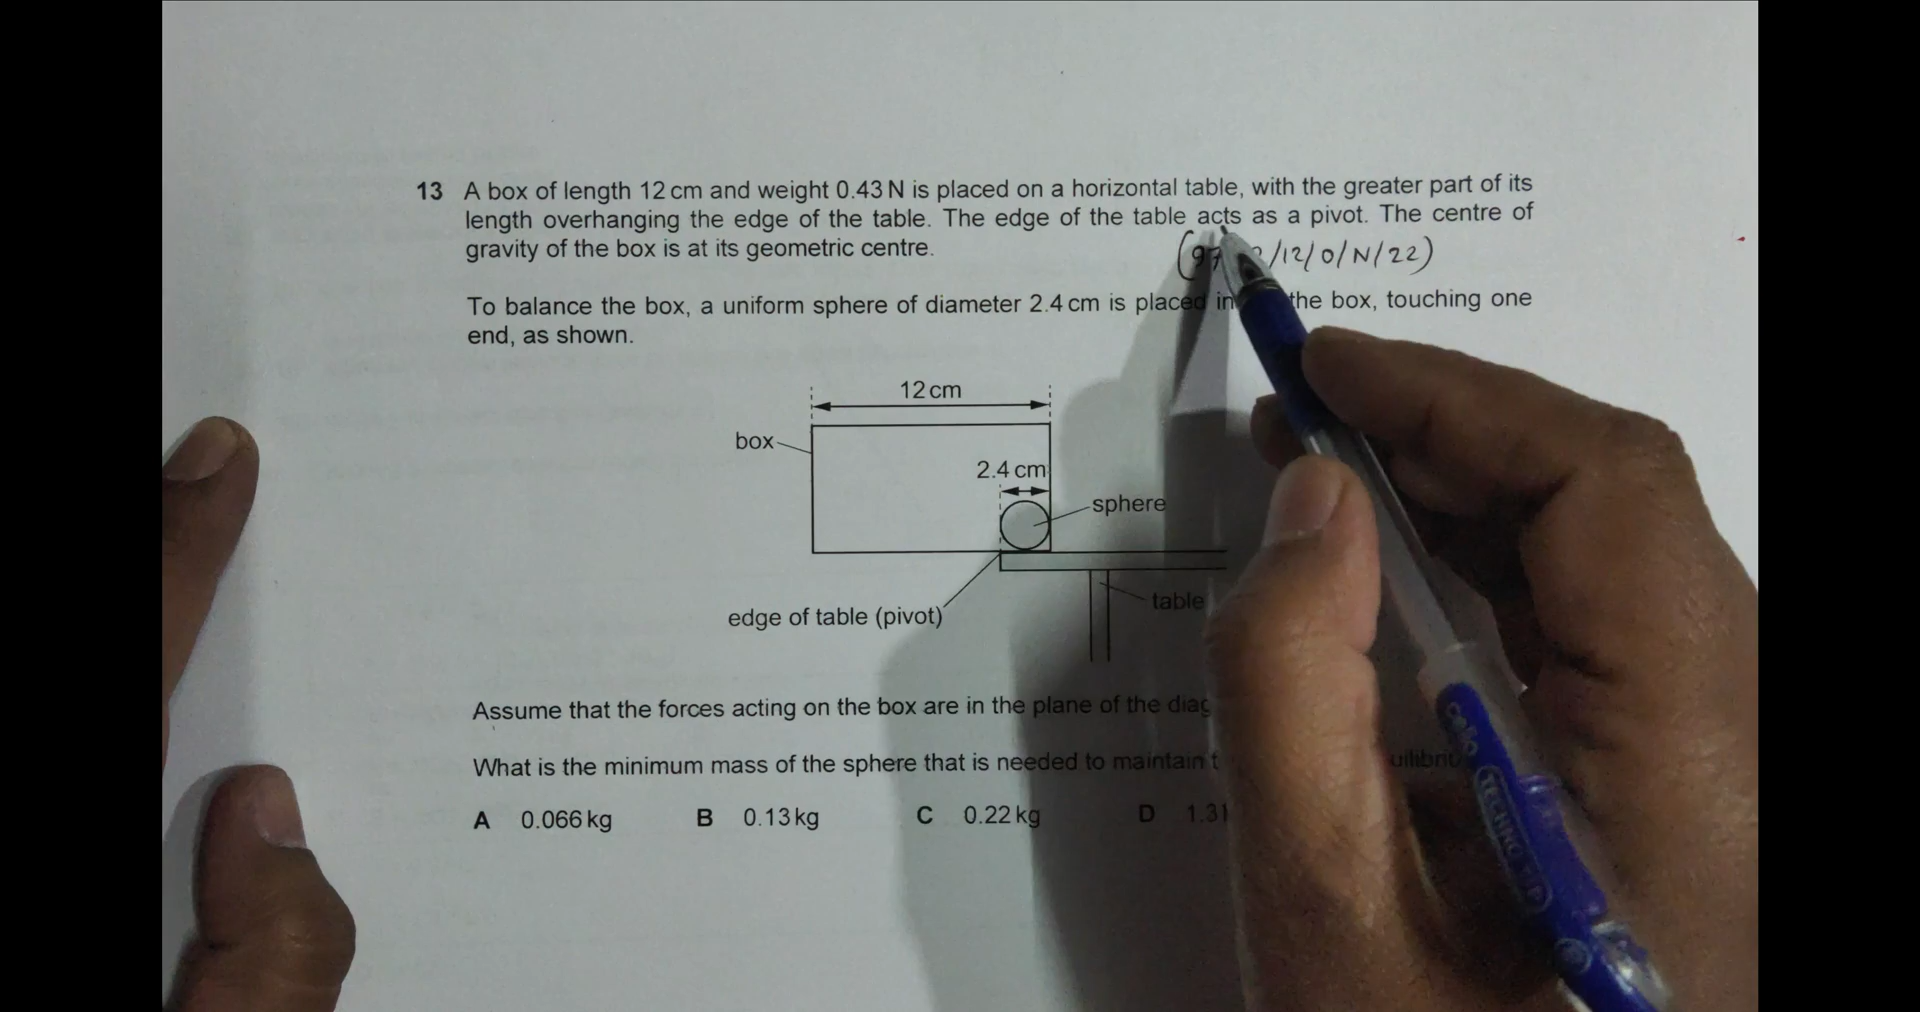 13 A box of length 12 cm and weight 0.43 N is placed on a horizontal table, with the greater part of its
length overhanging the edge of the table. The edge of the table acts as a pivot. The centre of
gravity of the box is at its geometric centre.
(97 /12/O/N/22)
To balance the box, a uniform sphere of diameter 2.4 cm is placed the box, touching one
end, as shown.
12 cm
box
2.4 cm
sphere
edge of table (pivot)
table
Assume that the forces acting on the box are in the plane of the
What is the minimum mass of the sphere that is needed to maintain
A 0.066 kg B 0.13 kg C 0.22 kg D 1.31
cello
TECHNO TIP